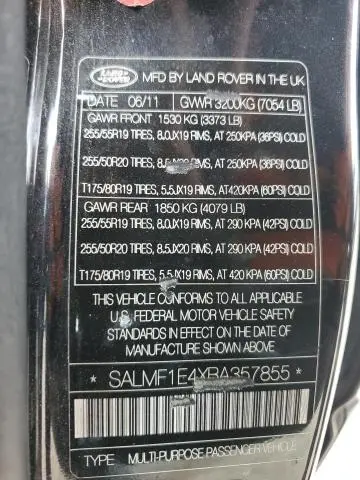 LAND ROVER
MFD BY LAND ROVER IN THE UK
DATE 06/11 GVWR 3200KG (7054 LB)
GAWR FRONT 1530 KG (3373 LB)
255/55R19 TIRES, 8.0JX19 RIMS, AT 250KPA (36PSI) COLD
255/50R20 TIRES, RIMS, AT 250KPA (36PSI) COLD
T175/80R19 TIRES, 5.5JX19 RIMS, AT420KPA (60PSI) COLD
GAWR REAR 1850 KG (4079 LB)
255/55R19 TIRES, 8.0JX19 RIMS, AT 290 KPA (42PSI) COLD
255/50R20 TIRES, 8.5JX20 RIMS, AT 290 KPA (42PSI) COLD
T175/80R19 TIRES, 5.5JX19 RIMS, AT 420 KPA (60PSI) COLD
THIS VEHICLE CONFORMS TO ALL APPLICABLE
U.S. FEDERAL MOTOR VEHICLE SAFETY
STANDARDS IN EFFECT ON THE DATE OF
MANUFACTURE SHOWN ABOVE
* SALMF1E4XBA357855 *
TYPE MULTI-PURPOSE PASSENGER VEHICLE